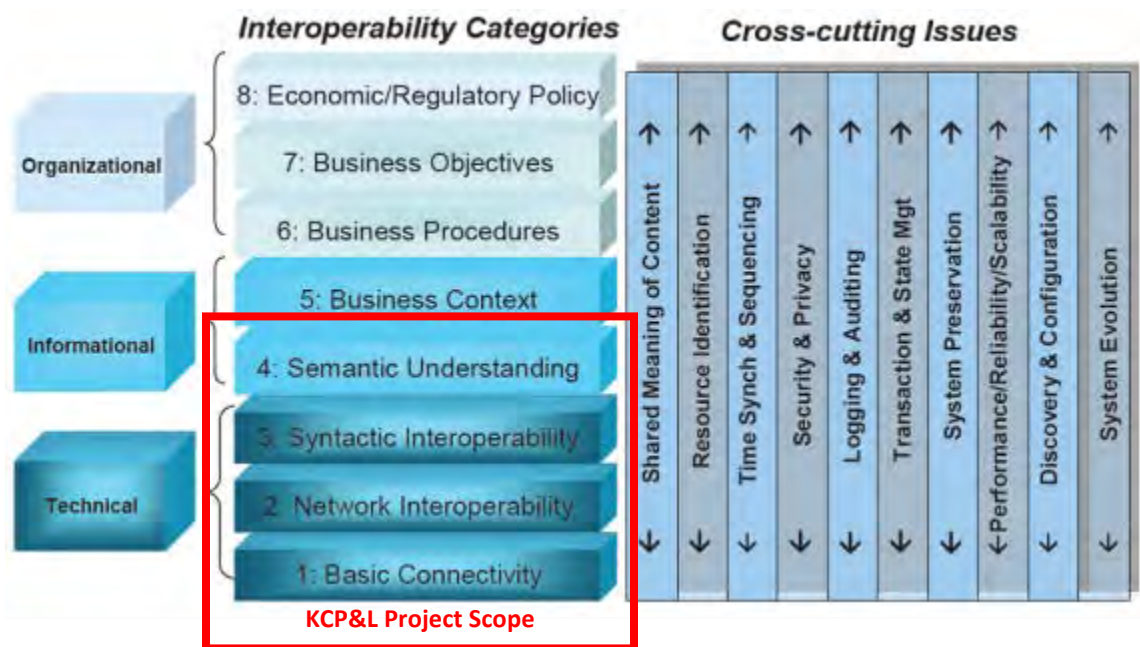 Interoperability Categories
Cross-cutting Issues
Organizational
8: Economic/Regulatory Policy
7: Business Objectives
6: Business Procedures
Informational
5: Business Context
4: Semantic Understanding
Technical
3: Syntactic Interoperability
2: Network Interoperability
1: Basic Connectivity
KCP&L Project Scope
Shared Meaning of Content
Resource Identification
Time Synch & Sequencing
Security & Privacy
Logging & Auditing
Transaction & State Mgt
System Preservation
Performance/Reliability/Scalability
Discovery & Configuration
System Evolution